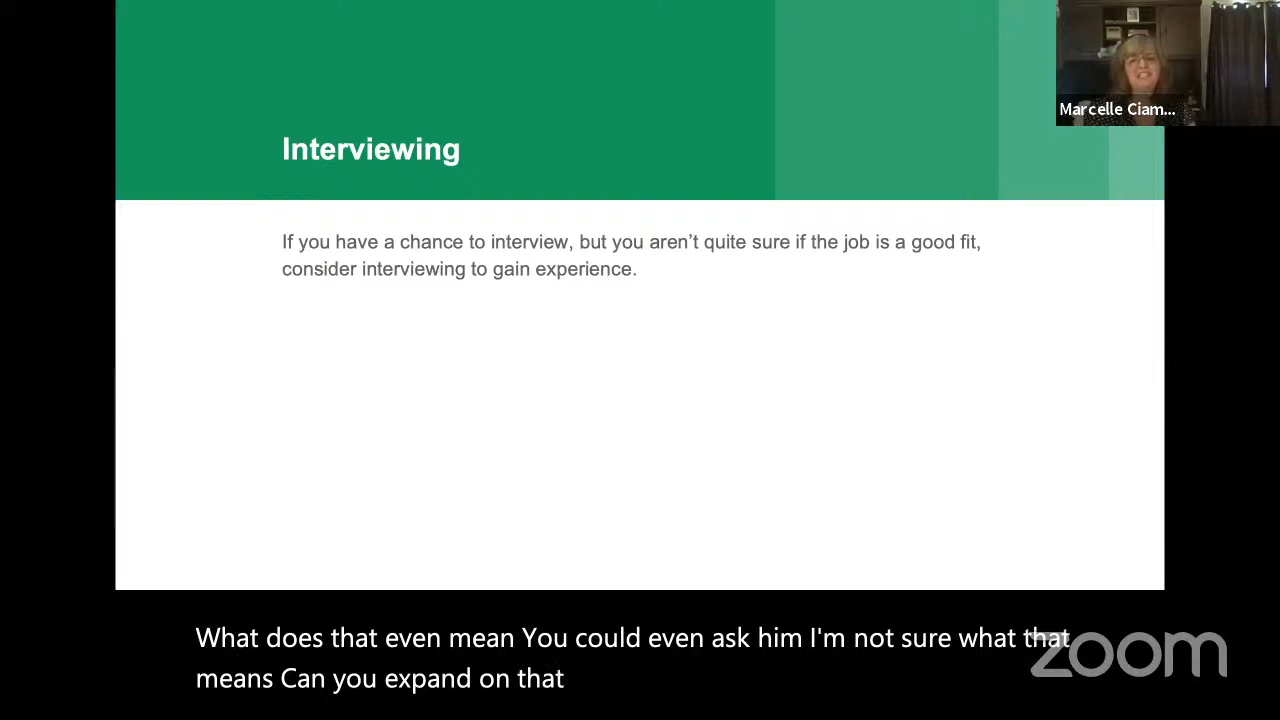 Marcelle Ciam...
Interviewing
If you have a chance to interview, but you aren’t quite sure if the job is a good fit,
consider interviewing to gain experience.
What does that even mean You could even ask him I'm not sure what that
means Can you expand on that
zoom